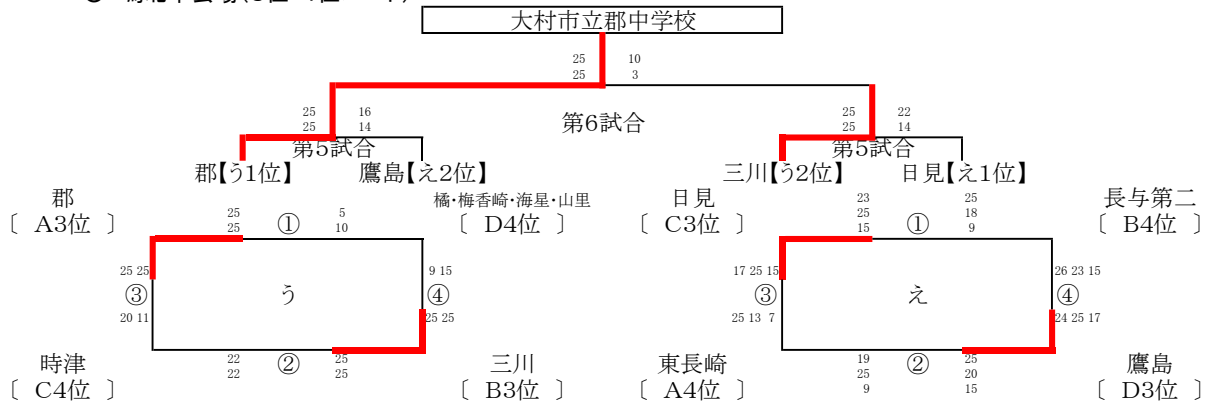 大村市立郡中学校
25 10
25 3
25 16
25 14
第6試合
25 22
25 14
第5試合
第5試合
郡【う1位】
鷹島【え2位】
三川【う2位】
日見【え1位】
郡
〔 A3位 〕
25 5
25 ① 10
橘・梅香崎・海星・山里
〔 D4位 〕
日見
〔 C3位 〕
23 25
25 ① 18
15 9
長与第二
〔 B4位 〕
25 25
③
20 11
う
9 15
④
25 25
17 25 15
③
25 13 7
え
26 23 15
④
24 25 17
時津
〔 C4位 〕
22 ② 25
22 25
三川
〔 B3位 〕
東長崎
〔 A4位 〕
19 25
25 ② 20
9 15
鷹島
〔 D3位 〕